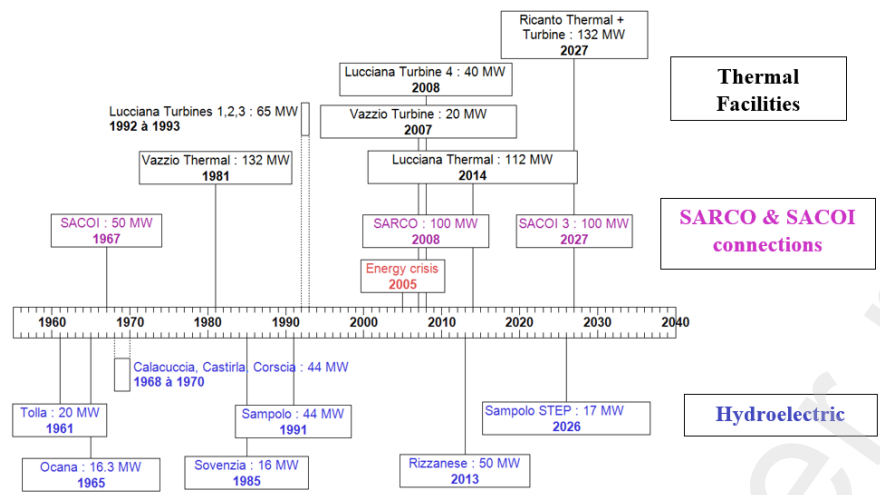 Ricanto Thermal +
Turbine : 132 MW
2027
Lucciana Turbine 4 : 40 MW
2008
Thermal
Facilities
Lucciana Turbines 1,2,3 : 65 MW
1992 à 1993
Vazzio Turbine : 20 MW
2007
Vazzio Thermal : 132 MW
1981
Lucciana Thermal : 112 MW
2014
SACOI : 50 MW
1967
SARCO : 100 MW
2008
SACOI 3 : 100 MW
2027
SARCO & SACOI
connections
Energy crisis
2005
1960 1970 1980 1990 2000 2010 2020 2030 2040
Calacuccia, Castirla, Corscia : 44 MW
1968 à 1970
Tolla : 20 MW
1961
Sampolo : 44 MW
1991
Sampolo STEP : 17 MW
2026
Hydroelectric
Ocana : 16.3 MW
1965
Sovenzia : 16 MW
1985
Rizzanese : 50 MW
2013